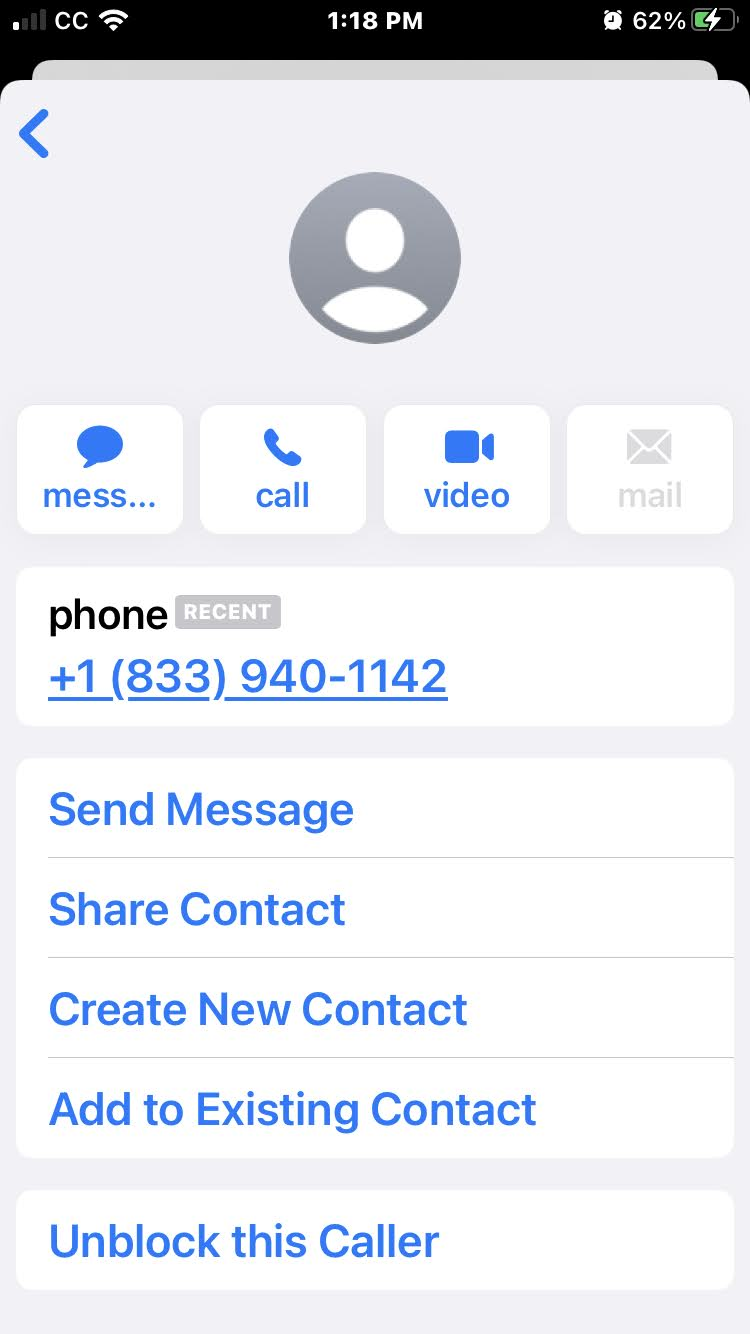 CC 1:18 PM 62%
mess... call video mail
phone RECENT
+1 (833) 940-1142
Send Message
Share Contact
Create New Contact
Add to Existing Contact
Unblock this Caller